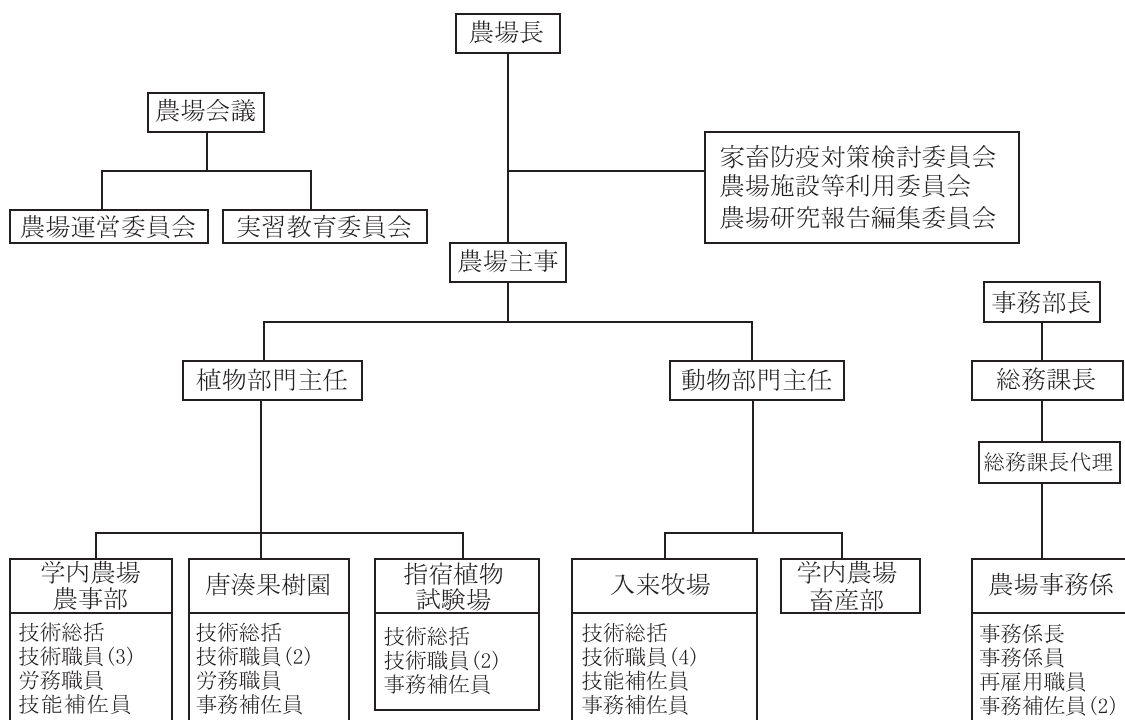 農場長
農場会議
家畜防疫対策検討委員会
農場施設等利用委員会
農場研究報告編集委員会
農場運営委員会
実習教育委員会
農場主事
事務部長
植物部門主任
動物部門主任
総務課長
総務課長代理
学内農場
農事部
技術総括
技術職員(3)
労務職員
技能補佐員
唐湊果樹園
技術総括
技術職員(2)
労務職員
事務補佐員
指宿植物
試験場
技術総括
技術職員(2)
事務補佐員
入来牧場
技術総括
技術職員(4)
技能補佐員
事務補佐員
学内農場
畜産部
農場事務係
事務係長
事務係員
再雇用職員
事務補佐員(2)